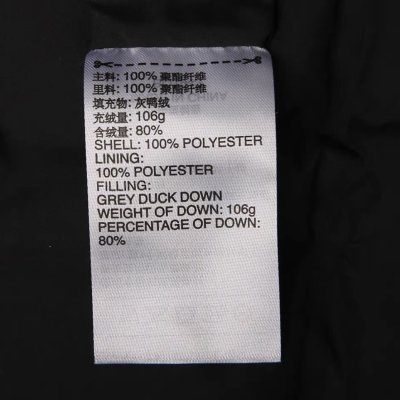 主料: 100% 聚酯纤维
里料: 100% 聚酯纤维
填充物: 灰鸭绒
充绒量: 106g
含绒量: 80%
SHELL: 100% POLYESTER
LINING:
100% POLYESTER
FILLING:
GREY DUCK DOWN
WEIGHT OF DOWN: 106g
PERCENTAGE OF DOWN:
80%